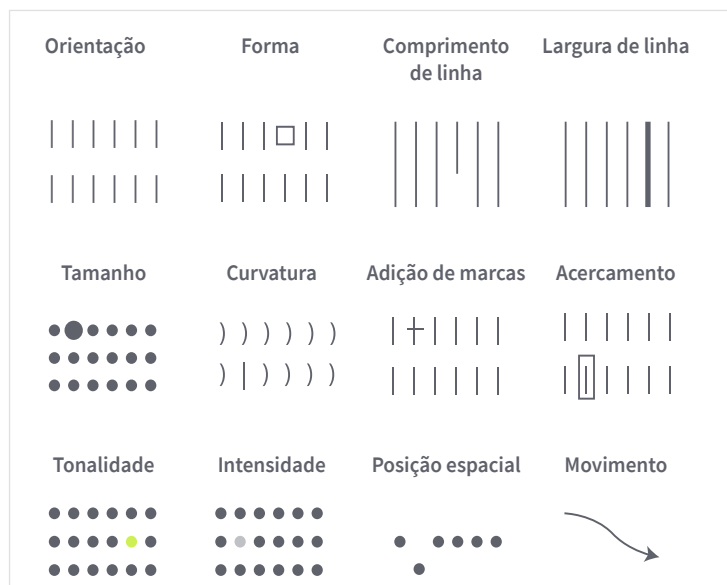 Orientação
Forma
Comprimento
de linha
Largura de linha
Tamanho
Curvatura
Adição de marcas
Acercamento
Tonalidade
Intensidade
Posição espacial
Movimento